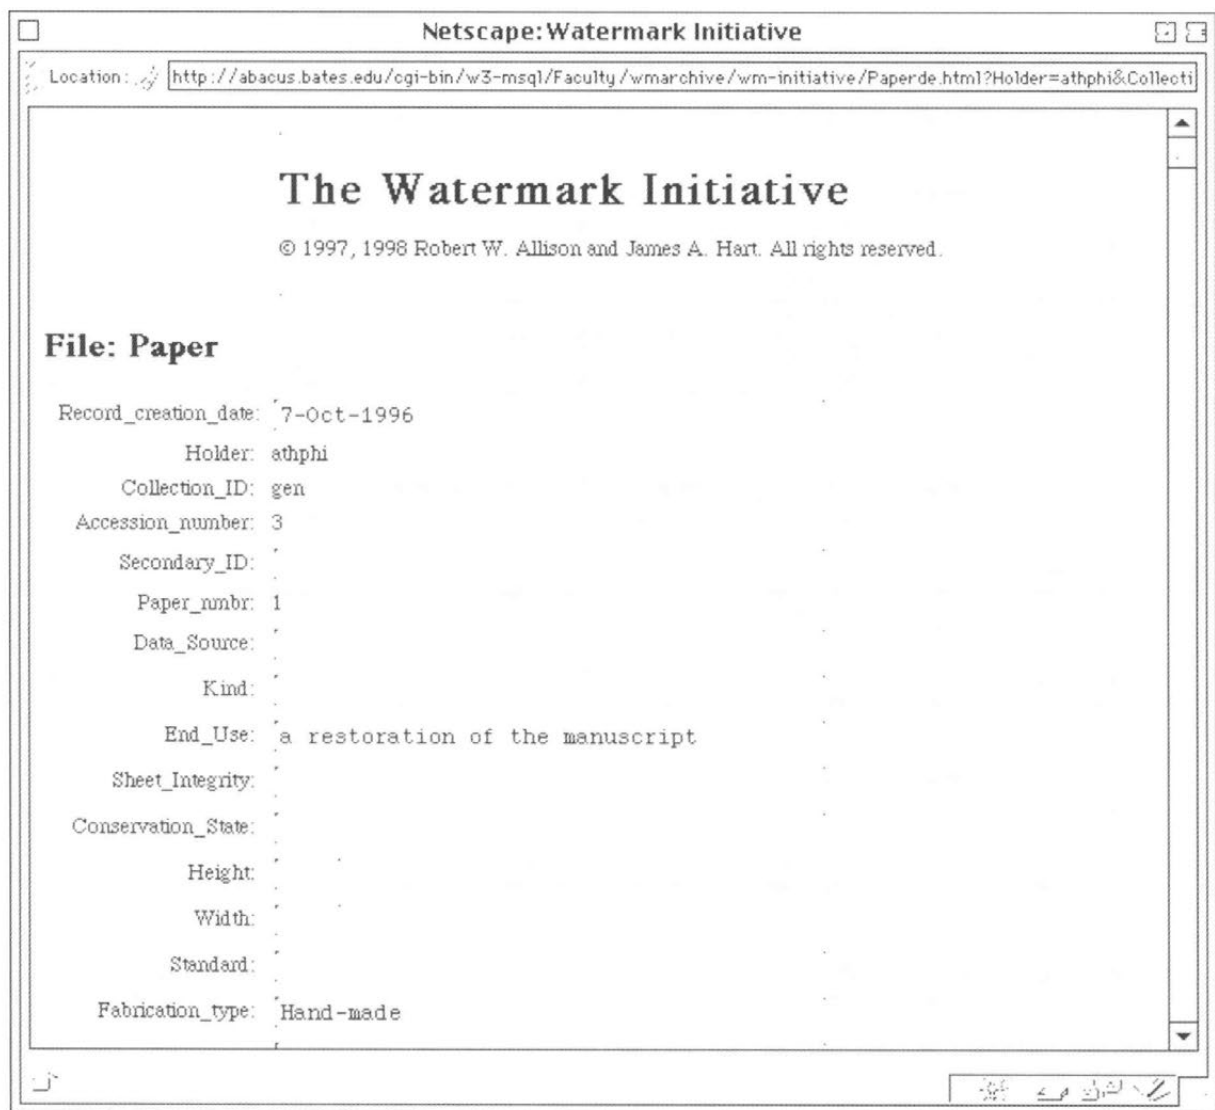 Netscape: Watermark Initiative
Location: http://abacus.bates.edu/cgi-bin/w3-msql/Faculty/wmarchive/wm-initiative/Paperde.html?Holder=athphi&Collecti
The Watermark Initiative
© 1997, 1998 Robert W. Allison and James A. Hart. All rights reserved.
File: Paper
Record_creation_date: 7-Oct-1996
Holder: athphi
Collection_ID: gen
Accession_number: 3
Secondary_ID:
Paper_nmbr: 1
Data_Source:
Kind:
End_Use: a restoration of the manuscript
Sheet_Integrity:
Conservation_State:
Height:
Width:
Standard:
Fabrication_type: Hand-made